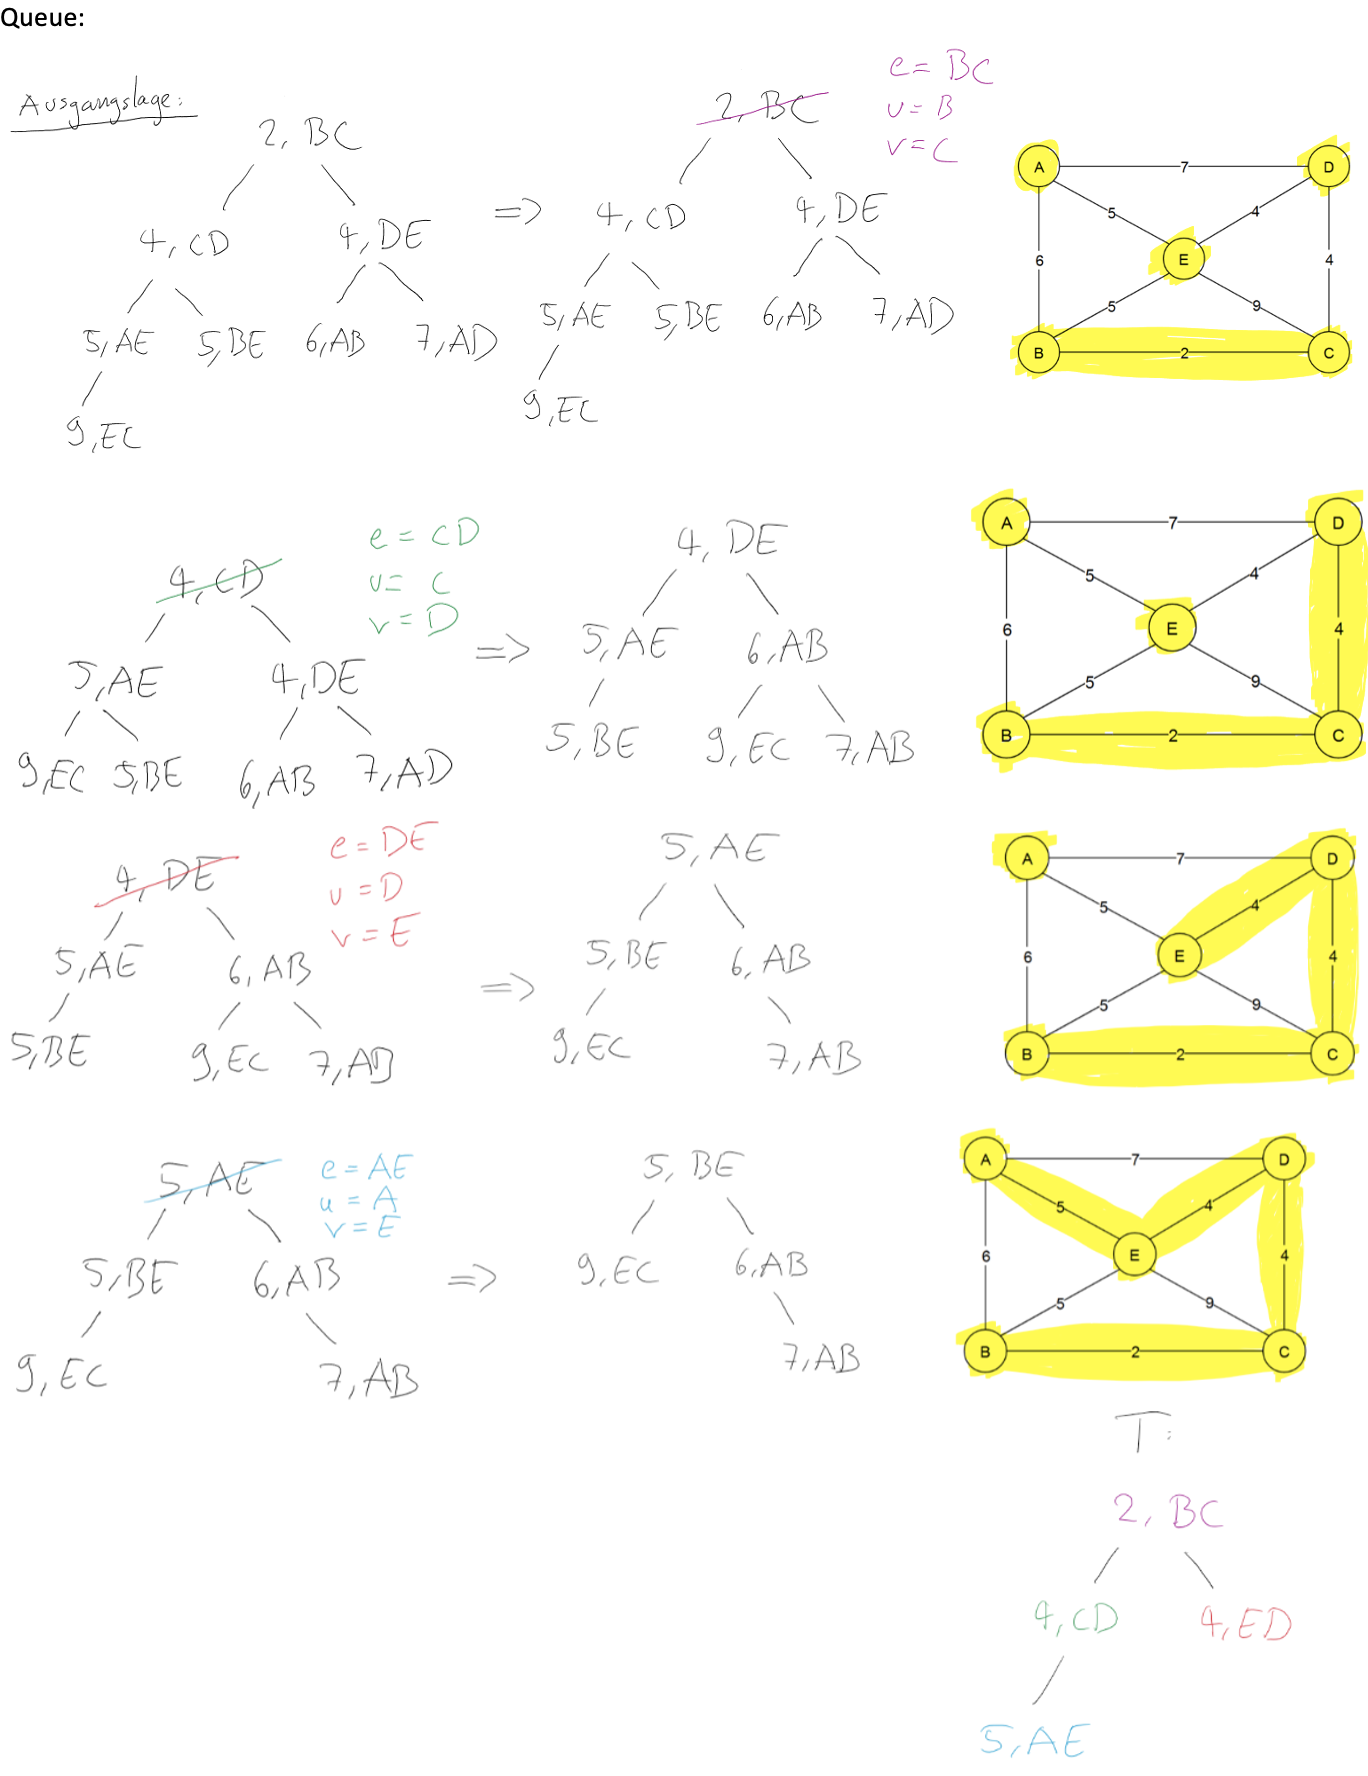 Queue:
Ausgangslage:
2, BC
4, CD 4, DE
5, AE 5, BE 6, AB 7, AD
9, EC
=>
2, BC
4, CD 4, DE
5, AE 5, BE 6, AB 7, AD
9, EC
e = BC
u = B
v = C
A 7 D
5 4
6 E 4
5 9
B 2 C
4, CD
5, AE 4, DE
9, EC 5, BE 6, AB 7, AD
e = CD
u = C
v = D
=>
4, DE
5, AE 6, AB
5, BE 9, EC 7, AB
A 7 D
5 4
6 E 4
5 9
B 2 C
4, DE
5, AE 6, AB
5, BE 9, EC 7, AB
e = DE
u = D
v = E
=>
5, AE
5, BE 6, AB
9, EC 7, AB
A 7 D
5 4
6 E 4
5 9
B 2 C
5, AE
5, BE 6, AB
9, EC 7, AB
e = AE
u = A
v = E
=>
5, BE
9, EC 6, AB
7, AB
A 7 D
5 4
6 E 4
5 9
B 2 C
T:
2, BC
4, CD 4, ED
5, AE